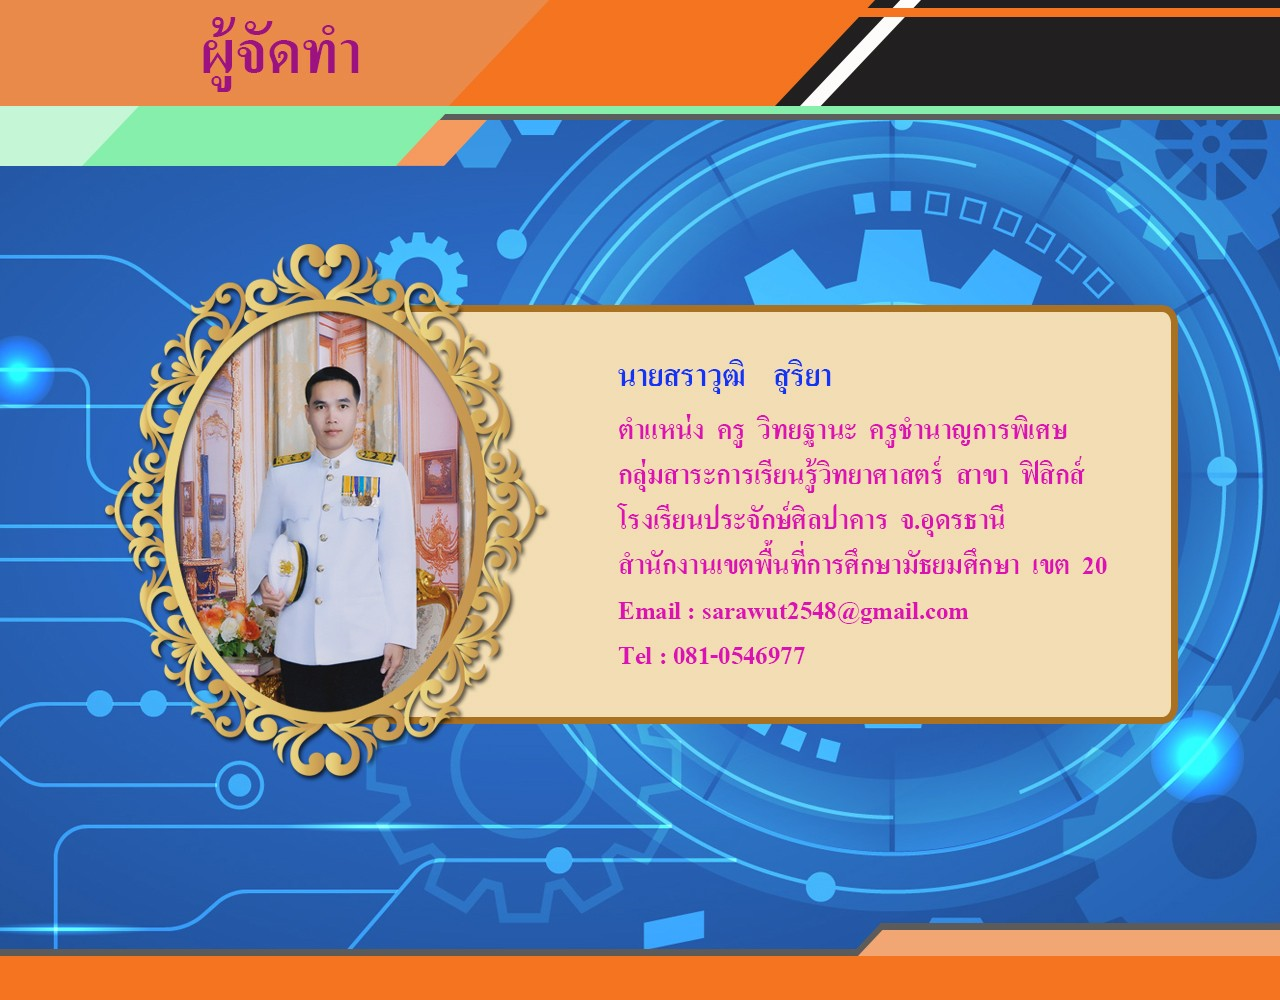 ผู้จัดทำ
นายสราวุฒิ สุริยา
ตำแหน่ง ครู วิทยฐานะ ครูชำนาญการพิเศษ
กลุ่มสาระการเรียนรู้วิทยาศาสตร์ สาขา ฟิสิกส์
โรงเรียนประจักษ์ศิลปาคาร จ.อุดรธานี
สำนักงานเขตพื้นที่การศึกษามัธยมศึกษา เขต 20
Email : sarawut2548@gmail.com
Tel : 081-0546977